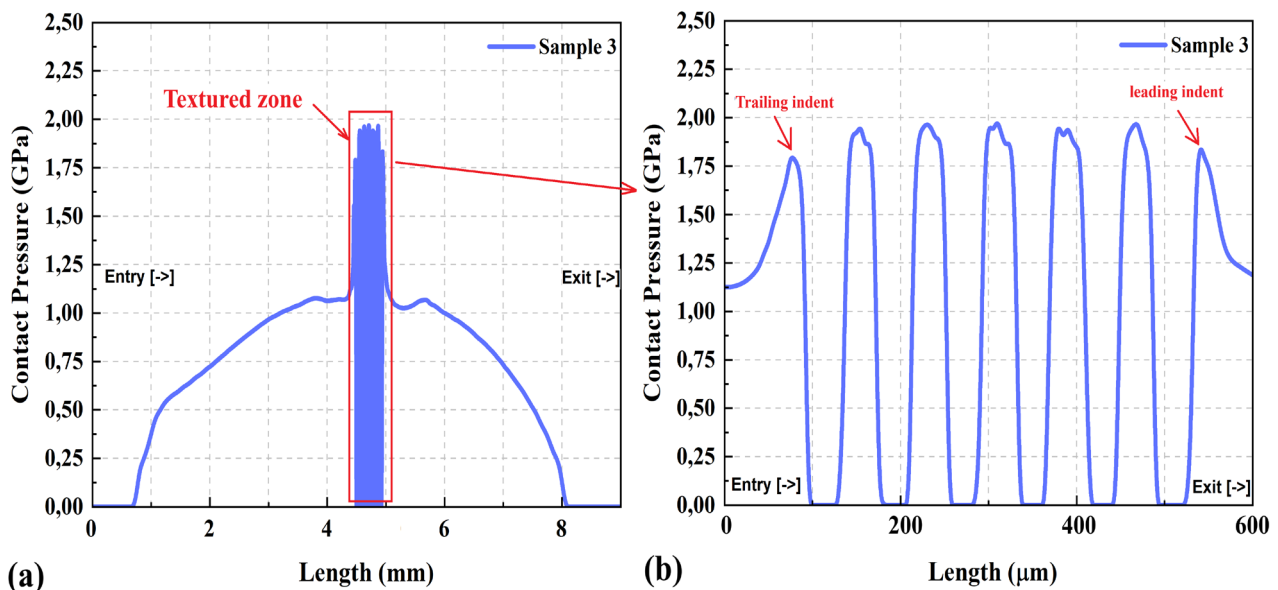 2,50
2,25
2,00
1,75
1,50
1,25
1,00
0,75
0,50
0,25
0,00
Contact Pressure (GPa)
Sample 3
Textured zone
Entry [->]
Exit [->]
0
2
4
6
8
Length (mm)
(a)
2,50
2,25
2,00
1,75
1,50
1,25
1,00
0,75
0,50
0,25
0,00
Contact Pressure (GPa)
Sample 3
Trailing indent
leading indent
Entry [->]
Exit [->]
0
200
400
600
Length (μm)
(b)